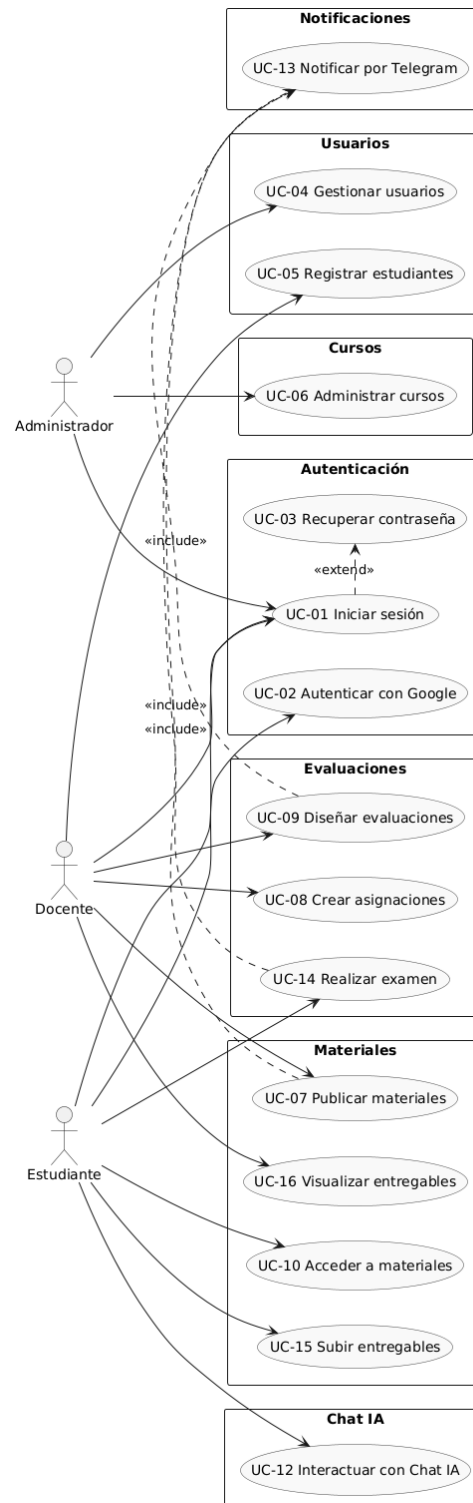 Notificaciones
UC-13 Notificar por Telegram
Usuarios
UC-04 Gestionar usuarios
UC-05 Registrar estudiantes
Cursos
UC-06 Administrar cursos
Administrador
Autenticación
UC-03 Recuperar contraseña
«include»
«extend»
UC-01 Iniciar sesión
UC-02 Autenticar con Google
«include»
«include»
Evaluaciones
UC-09 Diseñar evaluaciones
UC-08 Crear asignaciones
Docente
UC-14 Realizar examen
Materiales
UC-07 Publicar materiales
UC-16 Visualizar entregables
Estudiante
UC-10 Acceder a materiales
UC-15 Subir entregables
Chat IA
UC-12 Interactuar con Chat IA